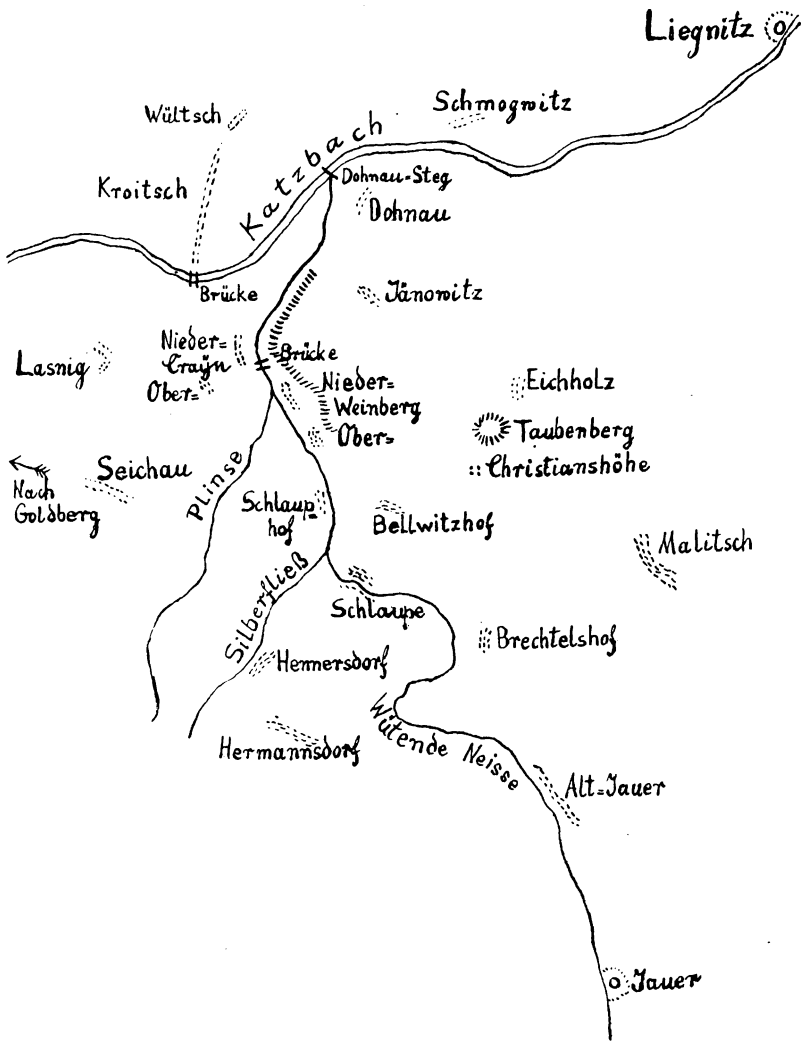 Liegnitz
Schmogwitz
Wültsch
Katzbach
Kroitsch
Dohnau-Steg
Dohnau
Brücke
Jänowitz
Nieder=
Crayn
Ober=
Brücke
Lasnig
Nieder=
Weinberg
Ober=
Eichholz
Taubenberg
Christianshöhe
Nach
Goldberg
Seichau
Plinse
Schlaup
hof
Bellwitzhof
Malitsch
Silberfließ
Schlaupe
Brechtelshof
Hennersdorf
Hermannsdorf
Wütende Neisse
Alt=Jauer
Jauer